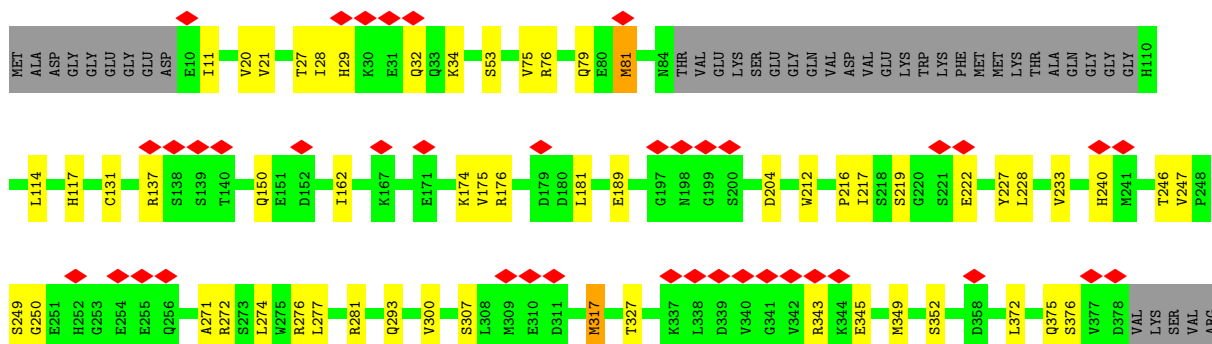 MET ALA ASP GLY GLY GLU GLY GLU ASP E10 I11 V20 V21 T27 I28 H29 K30 E31 Q32 Q33 K34 S53 V75 R76 Q79 E80 M81 N84 THR VAL GLU LYS SER GLU GLY GLN VAL ASP VAL GLU LYS TRP LYS PHE MET MET LYS THR ALA GLN GLY GLY GLY H110
L114 H117 C131 R137 S138 S139 T140 Q150 E151 D152 I162 K167 E171 K174 V175 R176 D179 D180 L181 E189 G197 N198 G199 S200 D204 W212 P216 I217 S218 S219 G220 S221 E222 Y227 L228 V233 H240 M241 T246 V247 P248
S249 G250 E251 H252 G253 E254 E255 Q256 A271 R272 S273 L274 W275 R276 L277 R281 Q293 V300 S307 L308 M309 E310 D311 M317 T327 K337 L338 D339 V340 G341 V342 R343 K344 E345 M349 S352 D358 L372 Q375 S376 V377 D378 VAL LYS SER VAL ARG